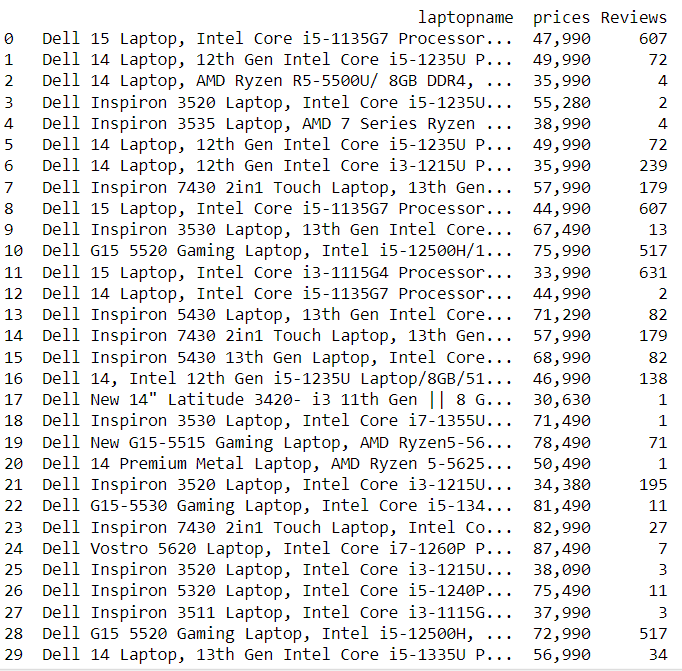 laptopname prices Reviews
0 Dell 15 Laptop, Intel Core i5-1135G7 Processor... 47,990 607
1 Dell 14 Laptop, 12th Gen Intel Core i5-1235U P... 49,990 72
2 Dell 14 Laptop, AMD Ryzen R5-5500U/ 8GB DDR4, ... 35,990 4
3 Dell Inspiron 3520 Laptop, Intel Core i5-1235U... 55,280 2
4 Dell Inspiron 3535 Laptop, AMD 7 Series Ryzen ... 38,990 4
5 Dell 14 Laptop, 12th Gen Intel Core i5-1235U P... 49,990 72
6 Dell 14 Laptop, 12th Gen Intel Core i3-1215U P... 35,990 239
7 Dell Inspiron 7430 2in1 Touch Laptop, 13th Gen... 57,990 179
8 Dell 15 Laptop, Intel Core i5-1135G7 Processor... 44,990 607
9 Dell Inspiron 3530 Laptop, 13th Gen Intel Core... 67,490 13
10 Dell G15 5520 Gaming Laptop, Intel i5-12500H/1... 75,990 517
11 Dell 15 Laptop, Intel Core i3-1115G4 Processor... 33,990 631
12 Dell 14 Laptop, Intel Core i5-1135G7 Processor... 44,990 2
13 Dell Inspiron 5430 Laptop, 13th Gen Intel Core... 71,290 82
14 Dell Inspiron 7430 2in1 Touch Laptop, 13th Gen... 57,990 179
15 Dell Inspiron 5430 13th Gen Laptop, Intel Core... 68,990 82
16 Dell 14, Intel 12th Gen i5-1235U Laptop/8GB/51... 46,990 138
17 Dell New 14" Latitude 3420- i3 11th Gen || 8 G... 30,630 1
18 Dell Inspiron 3530 Laptop, Intel Core i7-1355U... 71,490 1
19 Dell New G15-5515 Gaming Laptop, AMD Ryzen5-56... 78,490 71
20 Dell 14 Premium Metal Laptop, AMD Ryzen 5-5625... 50,490 1
21 Dell Inspiron 3520 Laptop, Intel Core i3-1215U... 34,380 195
22 Dell G15-5530 Gaming Laptop, Intel Core i5-134... 81,490 11
23 Dell Inspiron 7430 2in1 Touch Laptop, Intel Co... 82,990 27
24 Dell Vostro 5620 Laptop, Intel Core i7-1260P P... 87,490 7
25 Dell Inspiron 3520 Laptop, Intel Core i3-1215U... 38,090 3
26 Dell Inspiron 5320 Laptop, Intel Core i5-1240P... 75,490 11
27 Dell Inspiron 3511 Laptop, Intel Core i3-1115G... 37,990 3
28 Dell G15 5520 Gaming Laptop, Intel i5-12500H, ... 72,990 517
29 Dell 14 Laptop, 13th Gen Intel Core i5-1335U P... 56,990 34